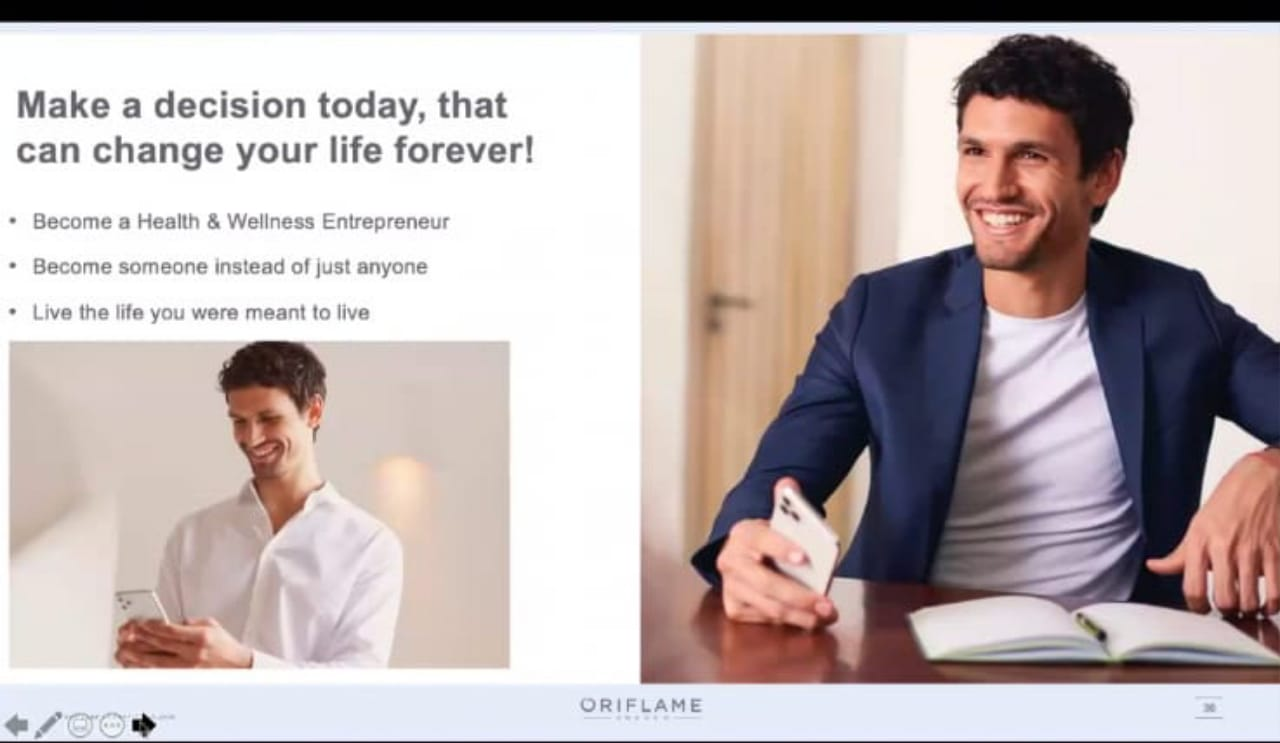 Make a decision today, that
can change your life forever!
• Become a Health & Wellness Entrepreneur
• Become someone instead of just anyone
• Live the life you were meant to live
ORIFLAME
SWEDEN